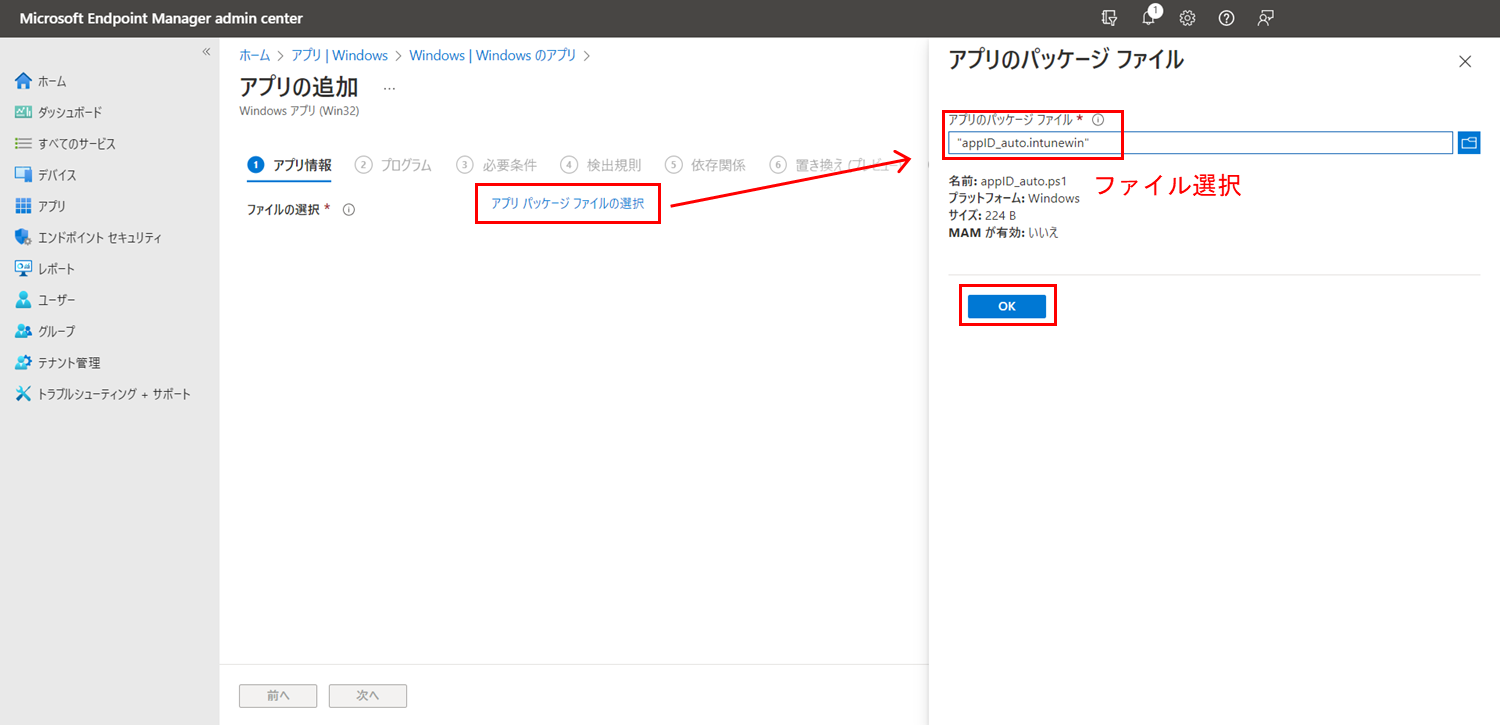 Microsoft Endpoint Manager admin center
1
«
ホーム
ダッシュボード
すべてのサービス
デバイス
アプリ
エンドポイント セキュリティ
レポート
ユーザー
グループ
テナント管理
トラブルシューティング + サポート
ホーム > アプリ | Windows > Windows | Windows のアプリ >
アプリの追加 ...
Windows アプリ (Win32)
1 アプリ情報 2 プログラム 3 必要条件 4 検出規則 5 依存関係 6 置き換え (プレビュー
ファイルの選択 *
アプリ パッケージ ファイルの選択
前へ 次へ
アプリのパッケージ ファイル
アプリのパッケージ ファイル *
"appID_auto.intunewin"
名前: appID_auto.ps1
プラットフォーム: Windows
サイズ: 224 B
MAM が有効: いいえ
ファイル選択
OK